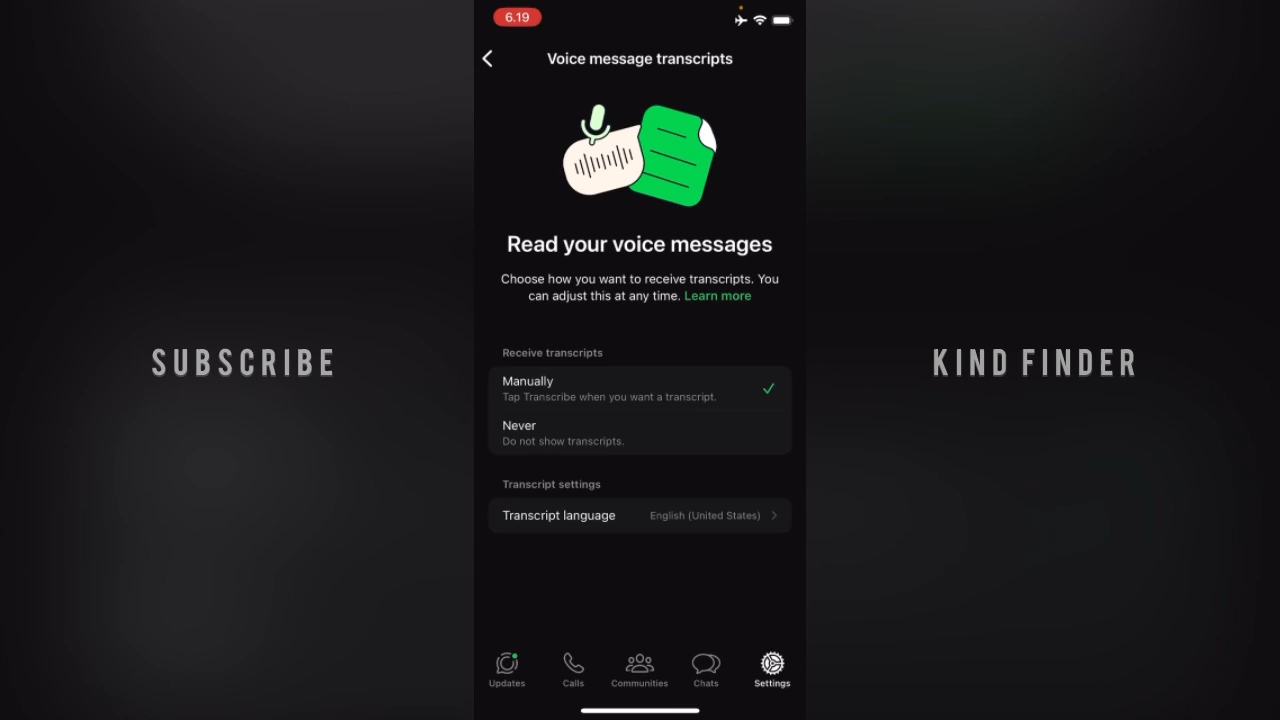 6.19
Voice message transcripts
Read your voice messages
Choose how you want to receive transcripts. You
can adjust this at any time. Learn more
Receive transcripts
Manually
Tap Transcribe when you want a transcript.
Never
Do not show transcripts.
Transcript settings
Transcript language English (United States)
Updates Calls Communities Chats Settings
SUBSCRIBE
KIND FINDER